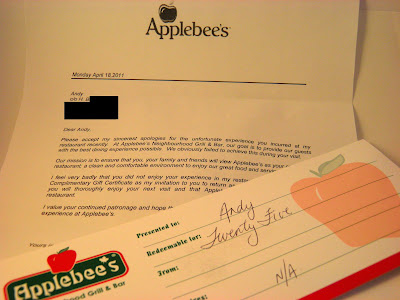 Applebee's
Monday April 18,2011
Andy
c/o H. B
Dear Andy,
Please accept my sincerest apologies for the unfortunate experience you incurred at my
restaurant recently. At Applebee's Neighbourhood Grill & Bar, our goal is to provide our guests
with the best dining experience possible. We obviously failed to achieve this during your visit.
Our mission is to ensure that you, your family and friends will view Applebee's as your
restaurant; a clean and comfortable environment to enjoy our great food and
I feel very badly that you did not enjoy your experience in my
Complimentary Gift Certificate as my invitation to you to return
you will thoroughly enjoy your next visit and that
restaurant.
I value your continued patronage and hope
experience at Applebee's
Presented to: Andy
Redeemable for: Twenty Five
From:
N/A
Applebee's
Grill & Bar